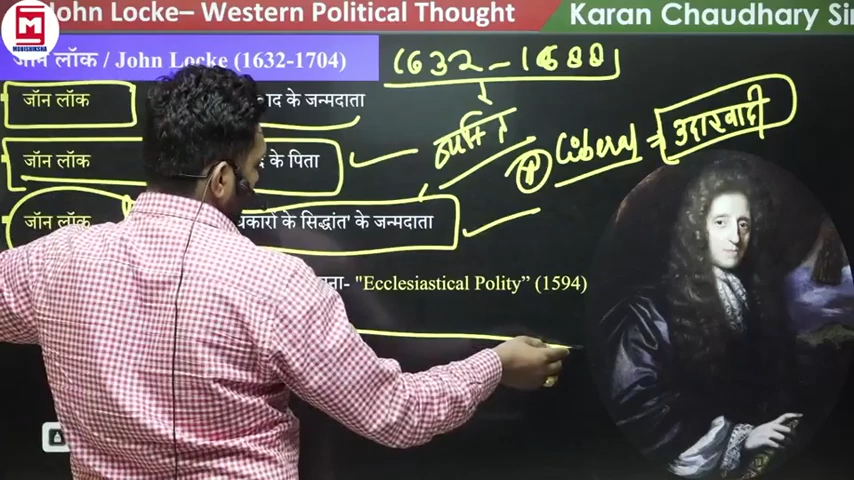 John Locke– Western Political Thought
Karan Chaudhary Sir
MOBISHIKSHA
जॉन लॉक / John Locke (1632-1704)
1632 - 1688
जॉन लॉक
ाद के जन्मदाता
व्यक्ति
Liberal = उदारवादी
जॉन लॉक
द के पिता
जॉन लॉक
धिकारों के सिद्धांत' के जन्मदाता
"Ecclesiastical Polity” (1594)